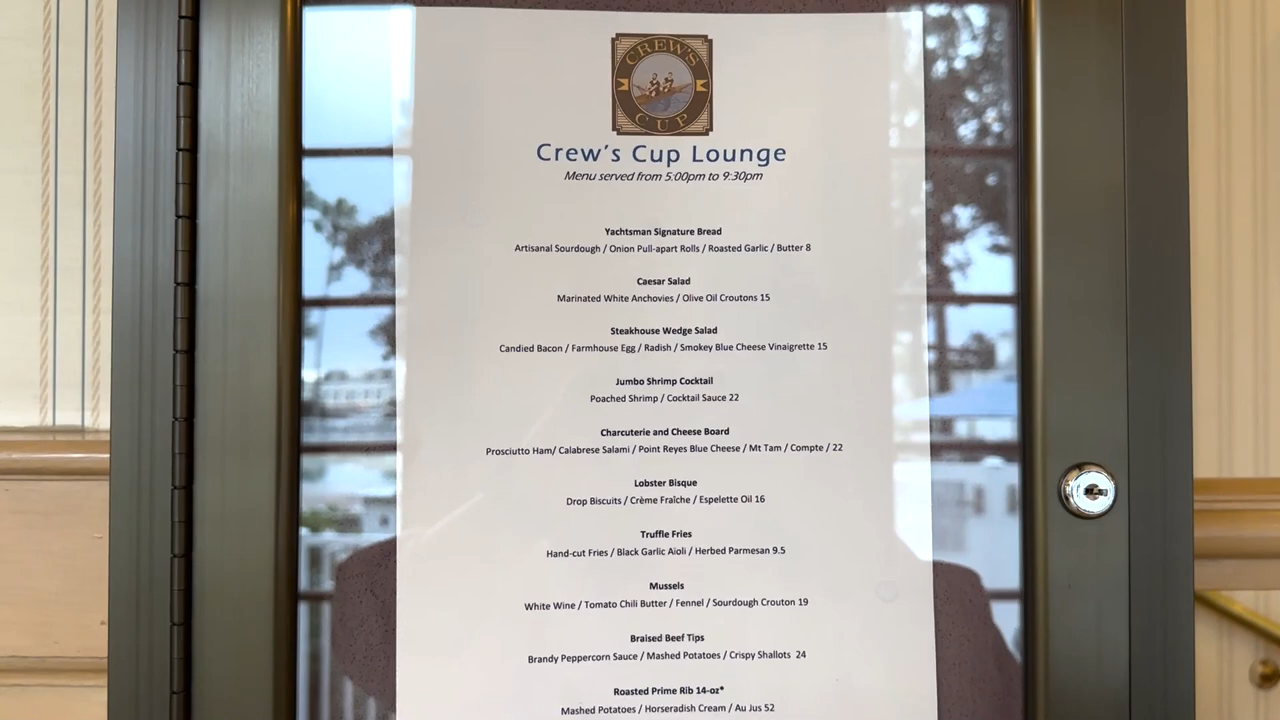 CREW'S
CUP
Crew's Cup Lounge
Menu served from 5:00pm to 9:30pm
Yachtsman Signature Bread
Artisanal Sourdough / Onion Pull-apart Rolls / Roasted Garlic / Butter 8
Caesar Salad
Marinated White Anchovies / Olive Oil Croutons 15
Steakhouse Wedge Salad
Candied Bacon / Farmhouse Egg / Radish / Smokey Blue Cheese Vinaigrette 15
Jumbo Shrimp Cocktail
Poached Shrimp / Cocktail Sauce 22
Charcuterie and Cheese Board
Prosciutto Ham/ Calabrese Salami / Point Reyes Blue Cheese / Mt Tam / Compte / 22
Lobster Bisque
Drop Biscuits / Crème Fraîche / Espelette Oil 16
Truffle Fries
Hand-cut Fries / Black Garlic Aioli / Herbed Parmesan 9.5
Mussels
White Wine / Tomato Chili Butter / Fennel / Sourdough Crouton 19
Braised Beef Tips
Brandy Peppercorn Sauce / Mashed Potatoes / Crispy Shallots 24
Roasted Prime Rib 14-oz*
Mashed Potatoes / Horseradish Cream / Au Jus 52